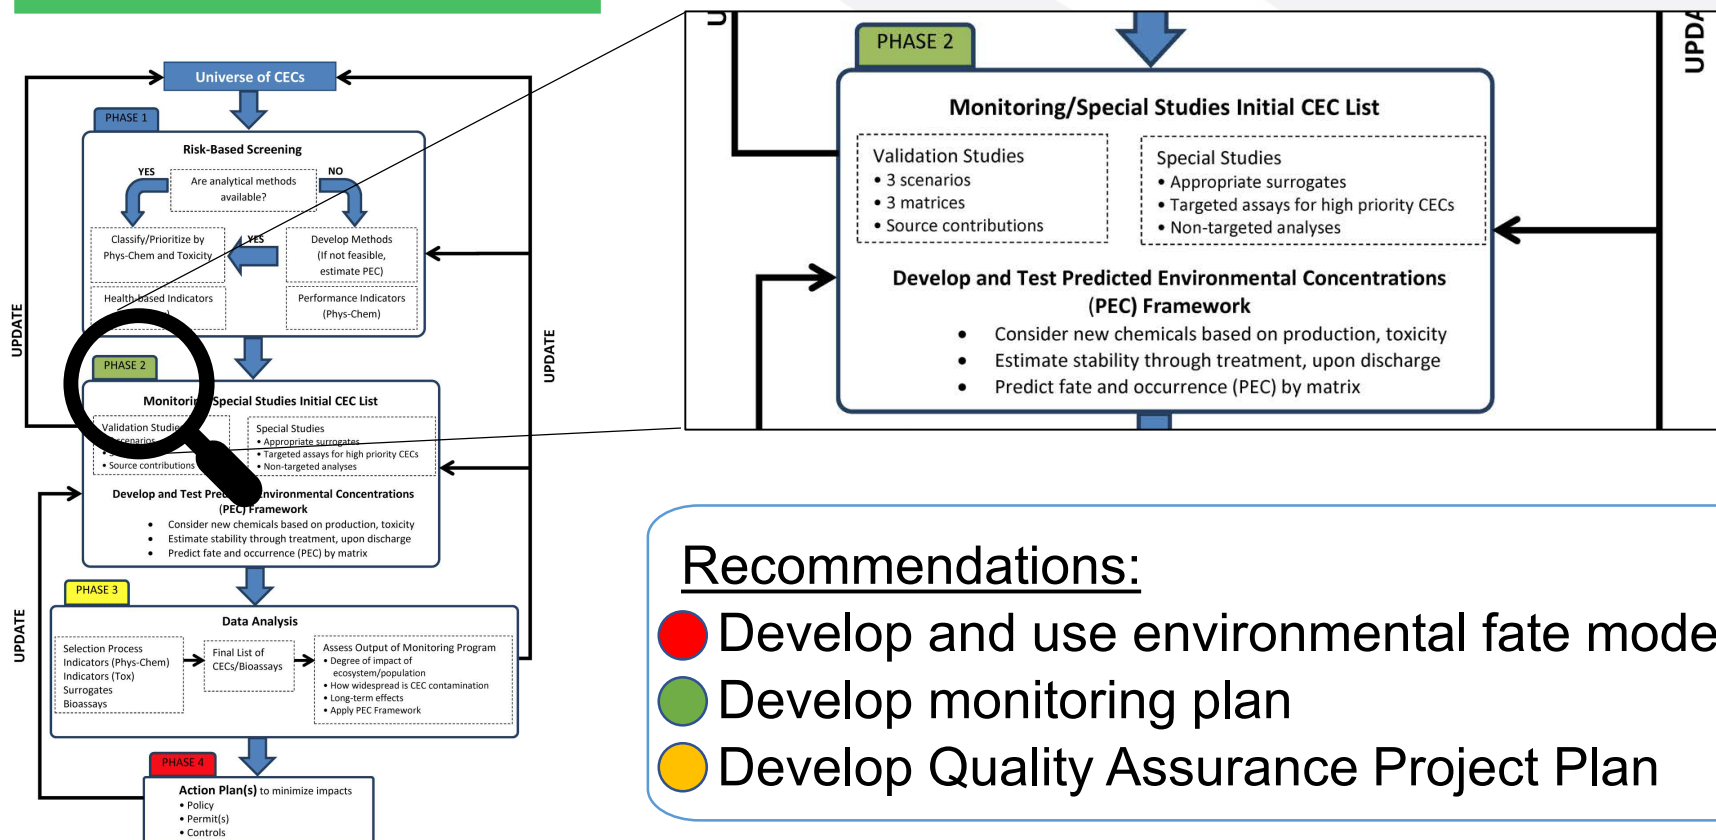 Universe of CECs
PHASE 1
Risk-Based Screening
YES
Are analytical methods
available?
NO
Classify/Prioritize by
Phys-Chem and Toxicity
YES
Develop Methods
(If not feasible,
estimate PEC)
Health-based Indicators
Performance Indicators
(Phys-Chem)
UPDATE
UPDATE
PHASE 2
Monitoring/Special Studies Initial CEC List
Validation Studies
scenarios
• Source contributions
Special Studies
• Appropriate surrogates
• Targeted assays for high priority CECs
• Non-targeted analyses
Develop and Test Environmental Concentrations
(PEC) Framework
• Consider new chemicals based on production, toxicity
• Estimate stability through treatment, upon discharge
• Predict fate and occurrence (PEC) by matrix
UPDATE
PHASE 3
Data Analysis
Selection Process
Indicators (Phys-Chem)
Indicators (Tox)
Surrogates
Bioassays
Final List of
CECs/Bioassays
Assess Output of Monitoring Program
• Degree of impact of
ecosystem/population
• How widespread is CEC contamination
• Long-term effects
• Apply PEC Framework
PHASE 4
Action Plan(s) to minimize impacts
• Policy
• Permit(s)
• Controls
PHASE 2
UPDA
Monitoring/Special Studies Initial CEC List
Validation Studies
• 3 scenarios
• 3 matrices
• Source contributions
Special Studies
• Appropriate surrogates
• Targeted assays for high priority CECs
• Non-targeted analyses
Develop and Test Predicted Environmental Concentrations
(PEC) Framework
• Consider new chemicals based on production, toxicity
• Estimate stability through treatment, upon discharge
• Predict fate and occurrence (PEC) by matrix
Recommendations:
Develop and use environmental fate mode
Develop monitoring plan
Develop Quality Assurance Project Plan